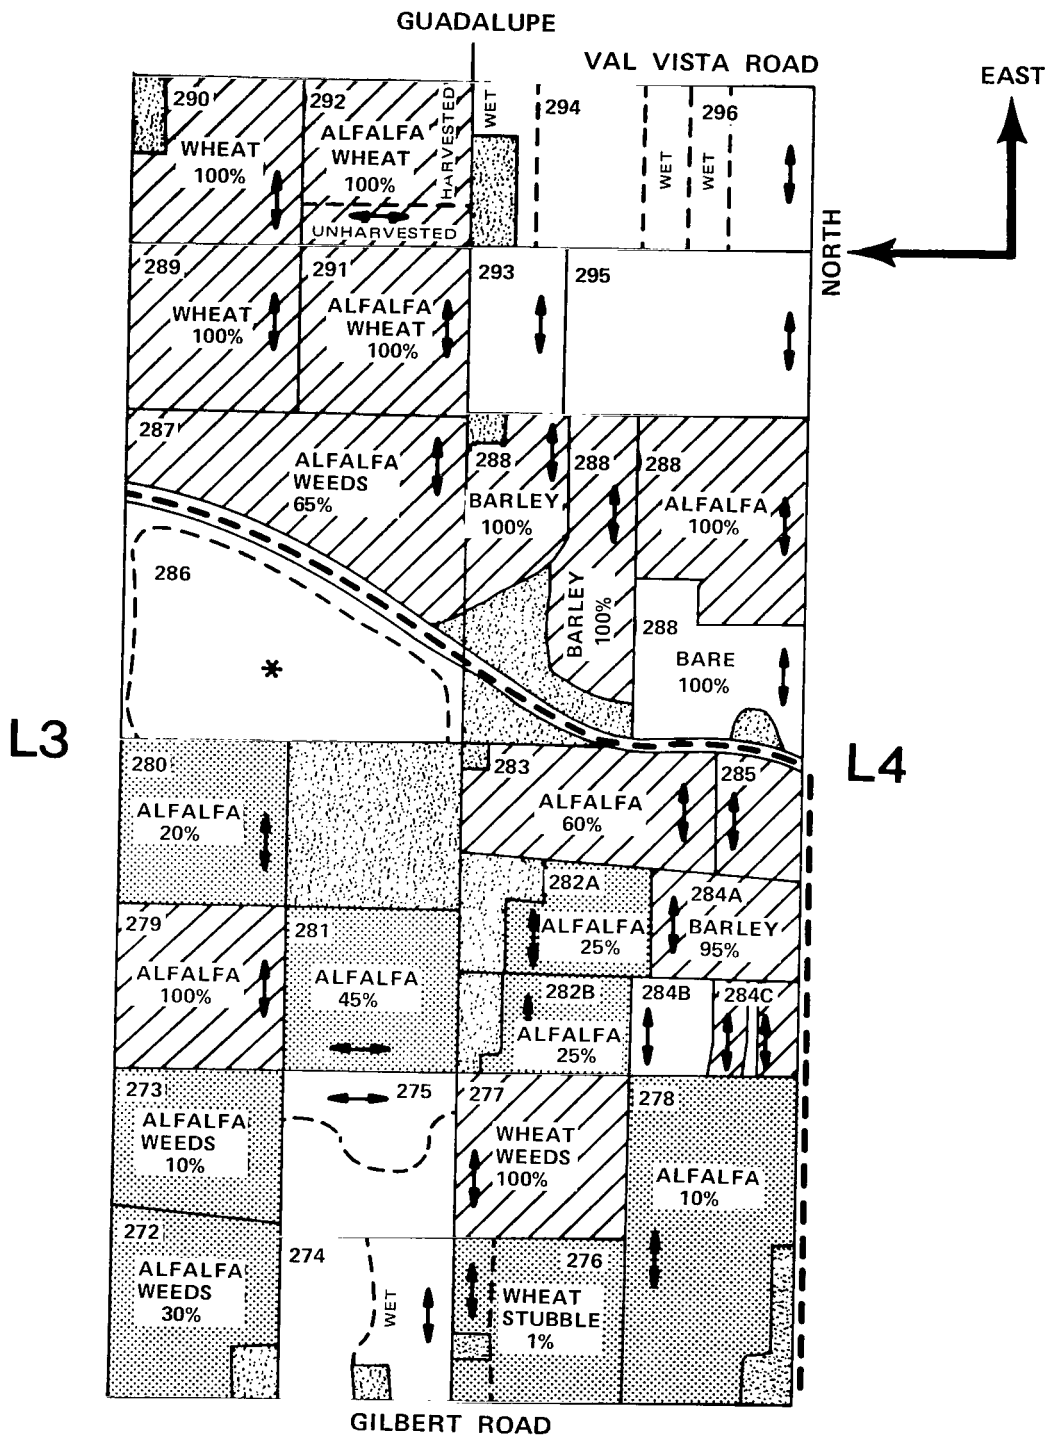 GUADALUPE
VAL VISTA ROAD
EAST
NORTH
290
WHEAT
100%
292
ALFALFA
WHEAT
100%
HARVESTED
UNHARVESTED
WET
294
WET
WET
296
289
WHEAT
100%
291
ALFALFA
WHEAT
100%
293
295
287
ALFALFA
WEEDS
65%
288
BARLEY
100%
288
BARLEY
100%
288
ALFALFA
100%
286
*
288
BARE
100%
L3
L4
280
ALFALFA
20%
283
ALFALFA
60%
285
282A
ALFALFA
25%
284A
BARLEY
95%
279
ALFALFA
100%
281
ALFALFA
45%
282B
ALFALFA
25%
284B
284C
273
ALFALFA
WEEDS
10%
275
277
WHEAT
WEEDS
100%
278
ALFALFA
10%
272
ALFALFA
WEEDS
30%
274
WET
276
WHEAT
STUBBLE
1%
GILBERT ROAD